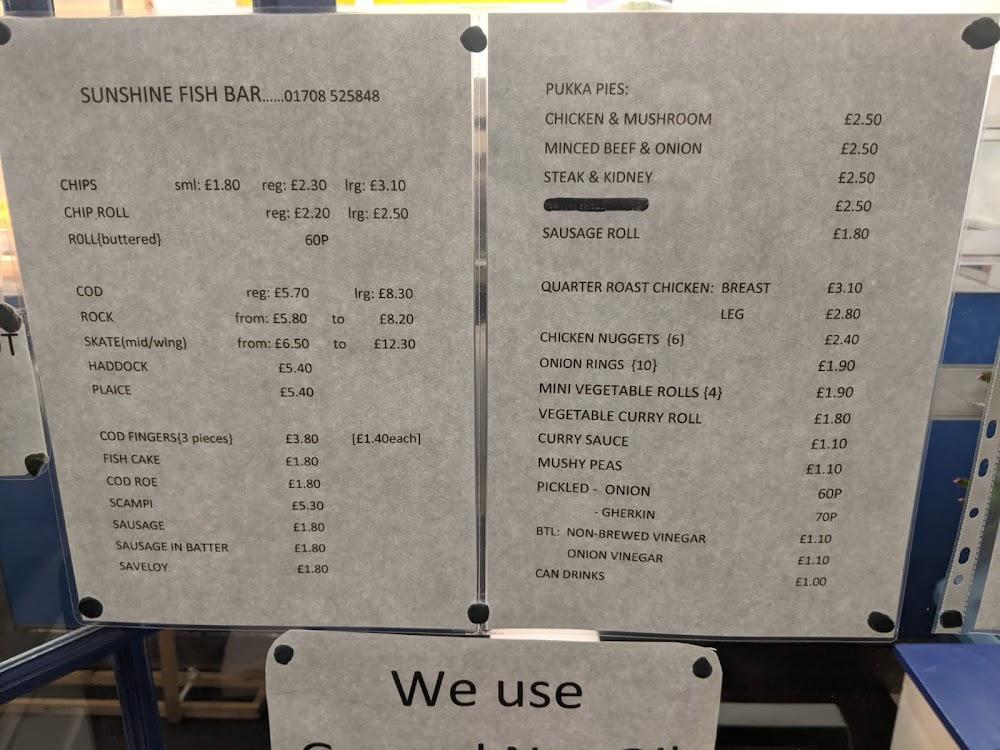 SUNSHINE FISH BAR......01708 525848
CHIPS sml: £1.80 reg: £2.30 lrg: £3.10
CHIP ROLL reg: £2.20 lrg: £2.50
ROLL{buttered} 60P
COD reg: £5.70 lrg: £8.30
ROCK from: £5.80 to £8.20
SKATE(mid/wing) from: £6.50 to £12.30
HADDOCK £5.40
PLAICE £5.40
COD FINGERS{3 pieces} £3.80 [£1.40each]
FISH CAKE £1.80
COD ROE £1.80
SCAMPI £5.30
SAUSAGE £1.80
SAUSAGE IN BATTER £1.80
SAVELOY £1.80
PUKKA PIES:
CHICKEN & MUSHROOM £2.50
MINCED BEEF & ONION £2.50
STEAK & KIDNEY £2.50
£2.50
SAUSAGE ROLL £1.80
QUARTER ROAST CHICKEN: BREAST £3.10
LEG £2.80
CHICKEN NUGGETS {6} £2.40
ONION RINGS {10} £1.90
MINI VEGETABLE ROLLS {4} £1.90
VEGETABLE CURRY ROLL £1.80
CURRY SAUCE £1.10
MUSHY PEAS £1.10
PICKLED - ONION 60P
- GHERKIN 70P
BTL: NON-BREWED VINEGAR £1.10
ONION VINEGAR £1.10
CAN DRINKS £1.00
We use